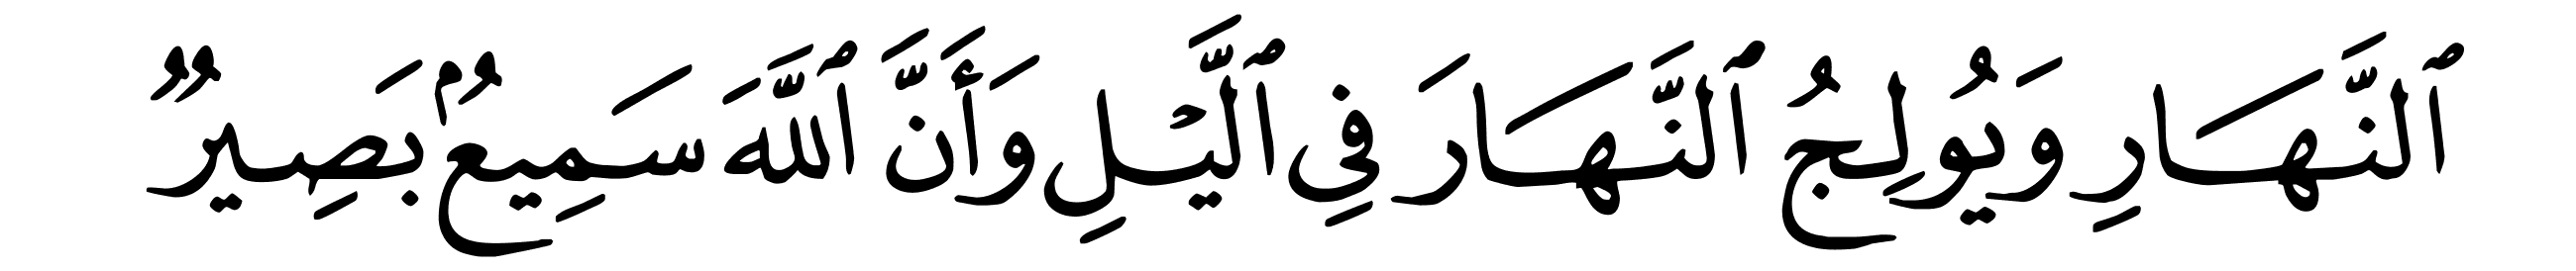 ٱلنَّهَارِ وَيُولِجُ ٱلنَّهَارَ فِى ٱلَّيْلِ وَأَنَّ ٱللَّهَ سَمِيعٌۢ بَصِيرٌ